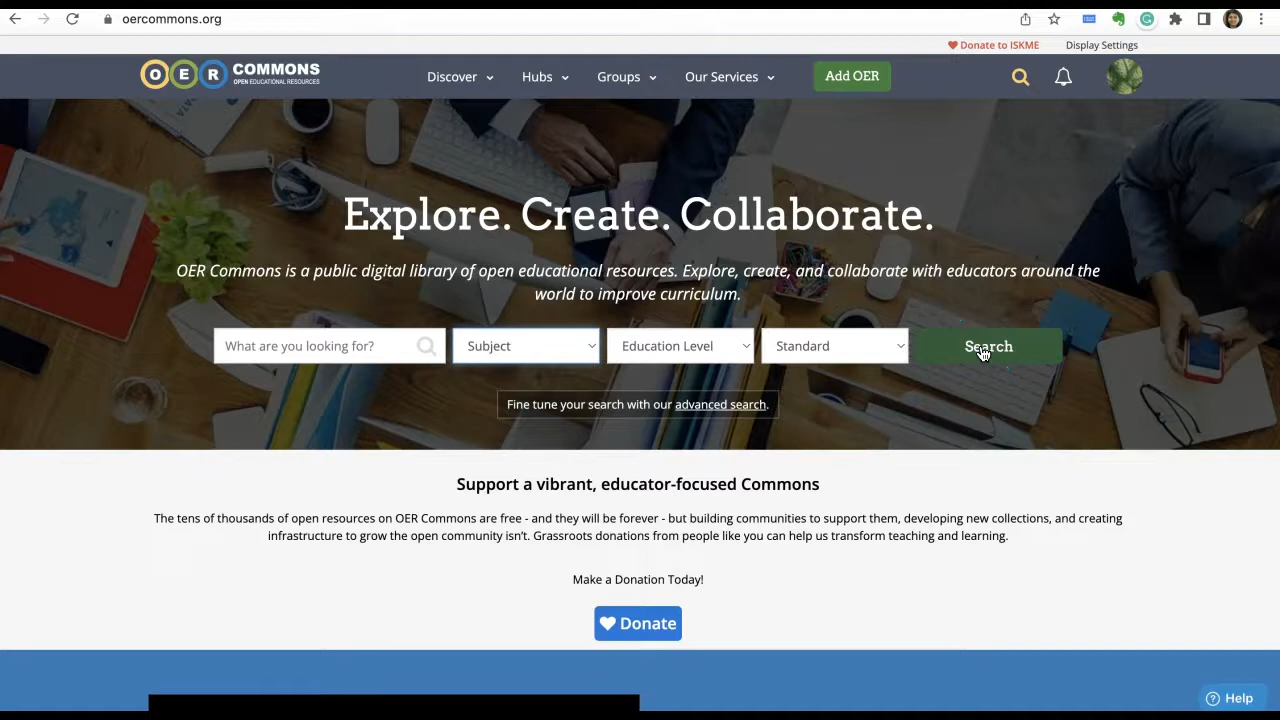 oercommons.org
Donate to ISKME
Display Settings
O E R COMMONS
OPEN EDUCATIONAL RESOURCES
Discover
Hubs
Groups
Our Services
Add OER
Explore. Create. Collaborate.
OER Commons is a public digital library of open educational resources. Explore, create, and collaborate with educators around the
world to improve curriculum.
What are you looking for?
Subject
Education Level
Standard
Search
Fine tune your search with our advanced search.
Support a vibrant, educator-focused Commons
The tens of thousands of open resources on OER Commons are free - and they will be forever - but building communities to support them, developing new collections, and creating
infrastructure to grow the open community isn't. Grassroots donations from people like you can help us transform teaching and learning.
Make a Donation Today!
Donate
Help